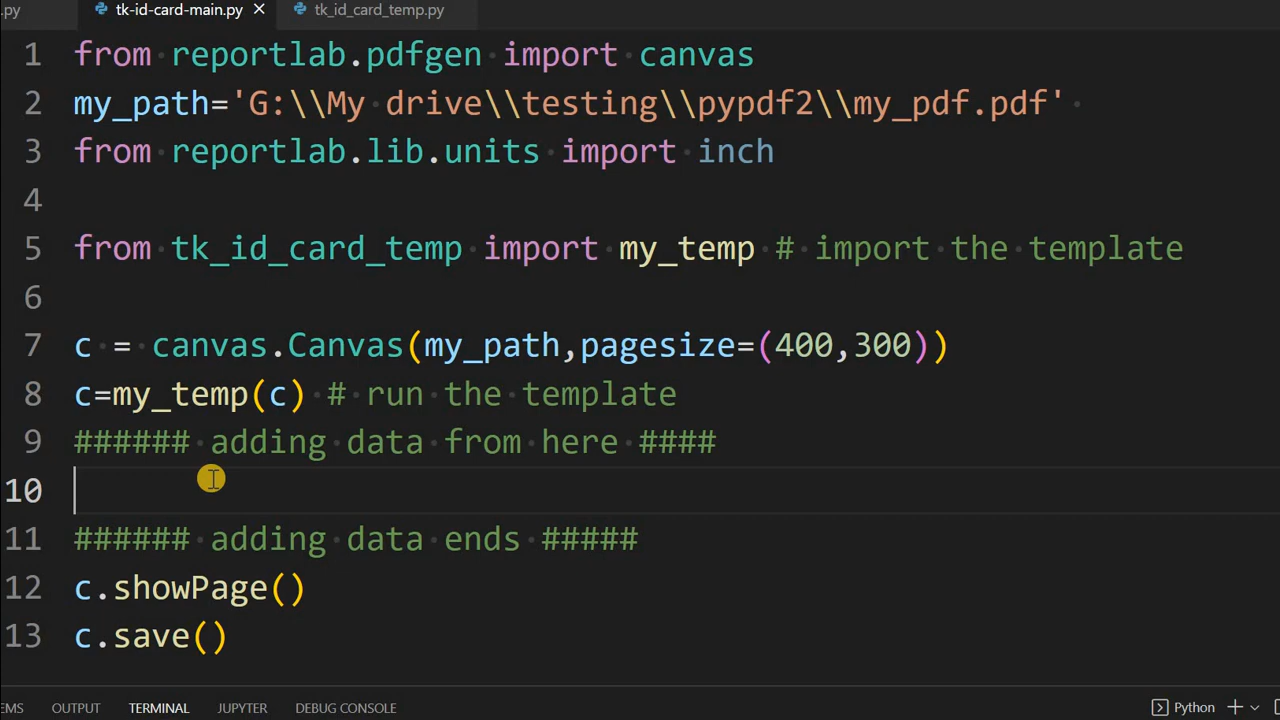 .py tk-id-card-main.py tk_id_card_temp.py
1 from reportlab.pdfgen import canvas
2 my_path='G:\\My drive\\testing\\pypdf2\\my_pdf.pdf'
3 from reportlab.lib.units import inch
4
5 from tk_id_card_temp import my_temp # import the template
6
7 c = canvas.Canvas(my_path,pagesize=(400,300))
8 c=my_temp(c) # run the template
9 ###### adding data from here ####
10
11 ###### adding data ends #####
12 c.showPage()
13 c.save()
EMS OUTPUT TERMINAL JUPYTER DEBUG CONSOLE Python